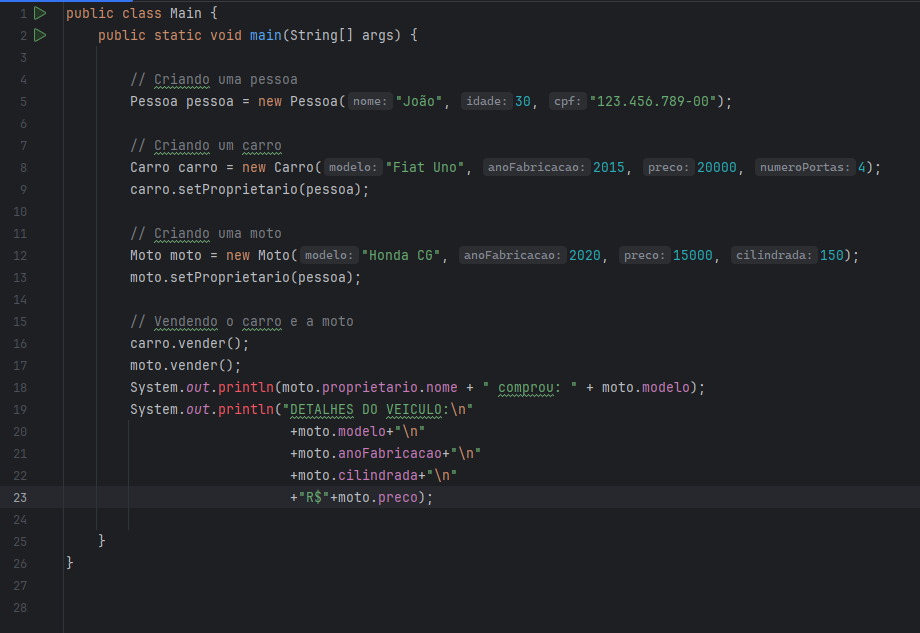 1 public class Main {
2 public static void main(String[] args) {
3
4 // Criando uma pessoa
5 Pessoa pessoa = new Pessoa( nome: "João", idade: 30, cpf: "123.456.789-00");
6
7 // Criando um carro
8 Carro carro = new Carro( modelo: "Fiat Uno", anoFabricacao: 2015, preco: 20000, numeroPortas: 4);
9 carro.setProprietario(pessoa);
10
11 // Criando uma moto
12 Moto moto = new Moto( modelo: "Honda CG", anoFabricacao: 2020, preco: 15000, cilindrada: 150);
13 moto.setProprietario(pessoa);
14
15 // Vendendo o carro e a moto
16 carro.vender();
17 moto.vender();
18 System.out.println(moto.proprietario.nome + " comprou: " + moto.modelo);
19 System.out.println("DETALHES DO VEICULO:\n"
20 +moto.modelo+"\n"
21 +moto.anoFabricacao+"\n"
22 +moto.cilindrada+"\n"
23 +"R$"+moto.preco);
24
25 }
26 }
27
28